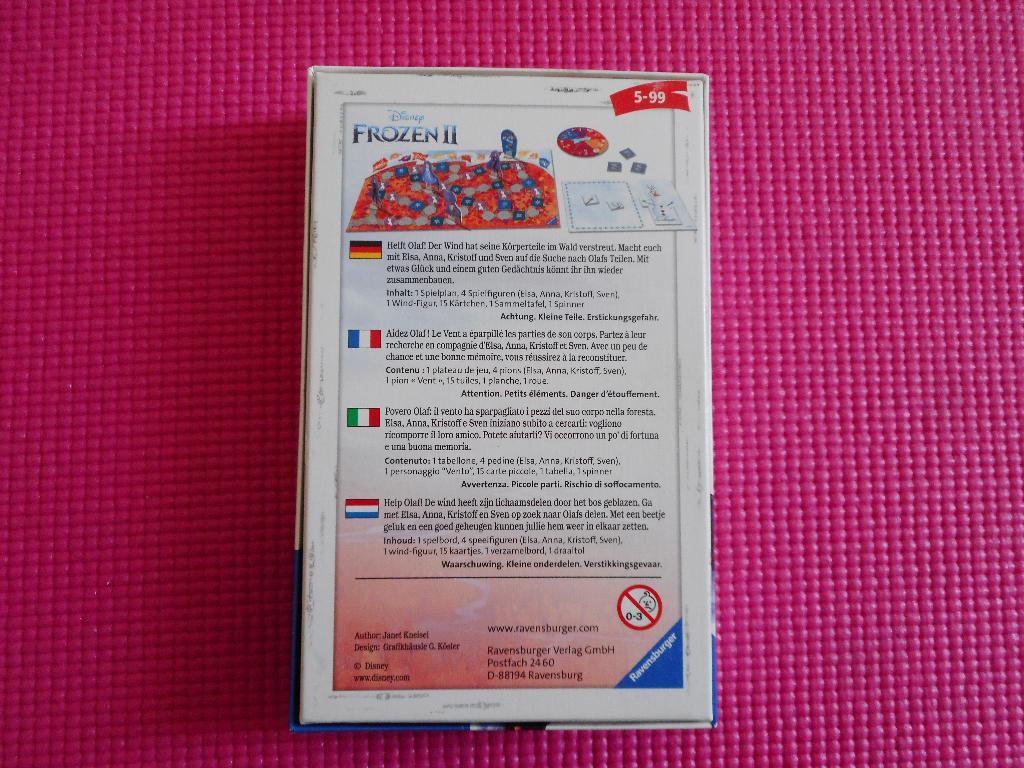 5-99
Disney
FROZEN II
Helft Olaf! Der Wind hat seine Körperteile im Wald verstreut. Macht euch
mit Elsa, Anna, Kristoff und Sven auf die Suche nach Olafs Teilen. Mit
etwas Glück und einem guten Gedächtnis könnt ihr ihn wieder
zusammenbauen.
Inhalt: 1 Spielplan, 4 Spielfiguren (Elsa, Anna, Kristoff, Sven),
1 Wind-Figur, 15 Kärtchen, 1 Sammeltafel, 1 Spinner
Achtung. Kleine Teile. Erstickungsgefahr.
Aidez Olaf ! Le Vent a éparpillé les parties de son corps. Partez à leur
recherche en compagnie d'Elsa, Anna, Kristoff et Sven. Avec un peu de
chance et une bonne mémoire, vous réussirez à la reconstituer.
Contenu : 1 plateau de jeu, 4 pions (Elsa, Anna, Kristoff, Sven),
1 pion « Vent », 15 tuiles, 1 planche, 1 roue.
Attention. Petits éléments. Danger d'étouffement.
Povero Olaf: il vento ha sparpagliato i pezzi del suo corpo nella foresta.
Elsa, Anna, Kristoff e Sven iniziano subito a cercarli: vogliono
ricomporre il loro amico. Potete aiutarli? Vi occorrono un po' di fortuna
e una buona memoria.
Contenuto: 1 tabellone, 4 pedine (Elsa, Anna, Kristoff, Sven),
1 personaggio "Vento", 15 carte piccole, 1 tabella, 1 spinner
Avvertenza. Piccole parti. Rischio di soffocamento.
Help Olaf! De wind heeft zijn lichaamsdelen door het bos geblazen. Ga
met Elsa, Anna, Kristoff en Sven op zoek naar Olafs delen. Met een beetje
geluk en een goed geheugen kunnen jullie hem weer in elkaar zetten.
Inhoud: 1 spelbord, 4 speelfiguren (Elsa, Anna, Kristoff, Sven),
1 wind-figuur, 15 kaartjes, 1 verzamelbord, 1 draaitol
Waarschuwing. Kleine onderdelen. Verstikkingsgevaar.
0-3
Author: Janet Kneisel
Design: Grafikhäusle G. Kösler
© Disney
www.disney.com
www.ravensburger.com
Ravensburger Verlag GmbH
Postfach 24 60
D-88194 Ravensburg
Ravensburger